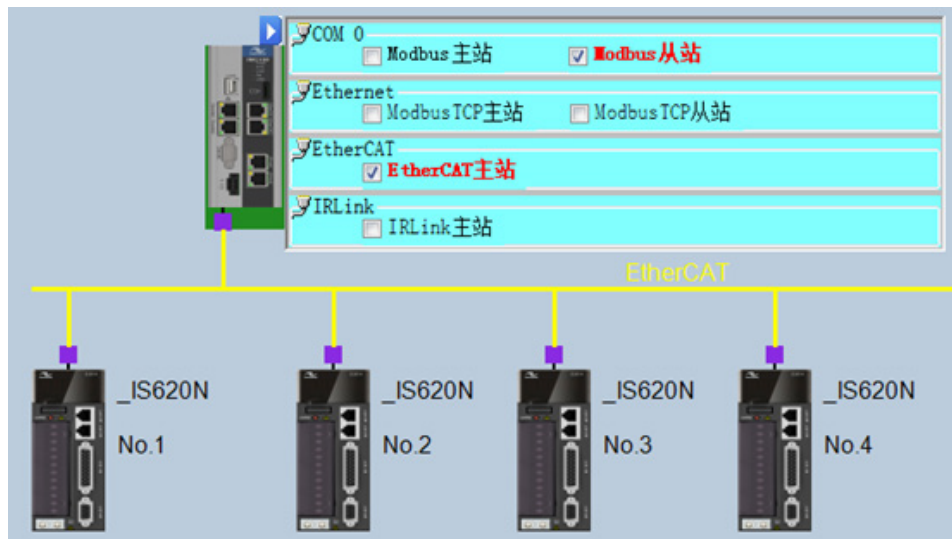 COM 0
Modbus主站 Modbus从站
Ethernet
ModbusTCP主站 ModbusTCP从站
EtherCAT
EtherCAT主站
IRLink
IRLink主站
EtherCAT
_IS620N _IS620N _IS620N _IS620N
No.1 No.2 No.3 No.4